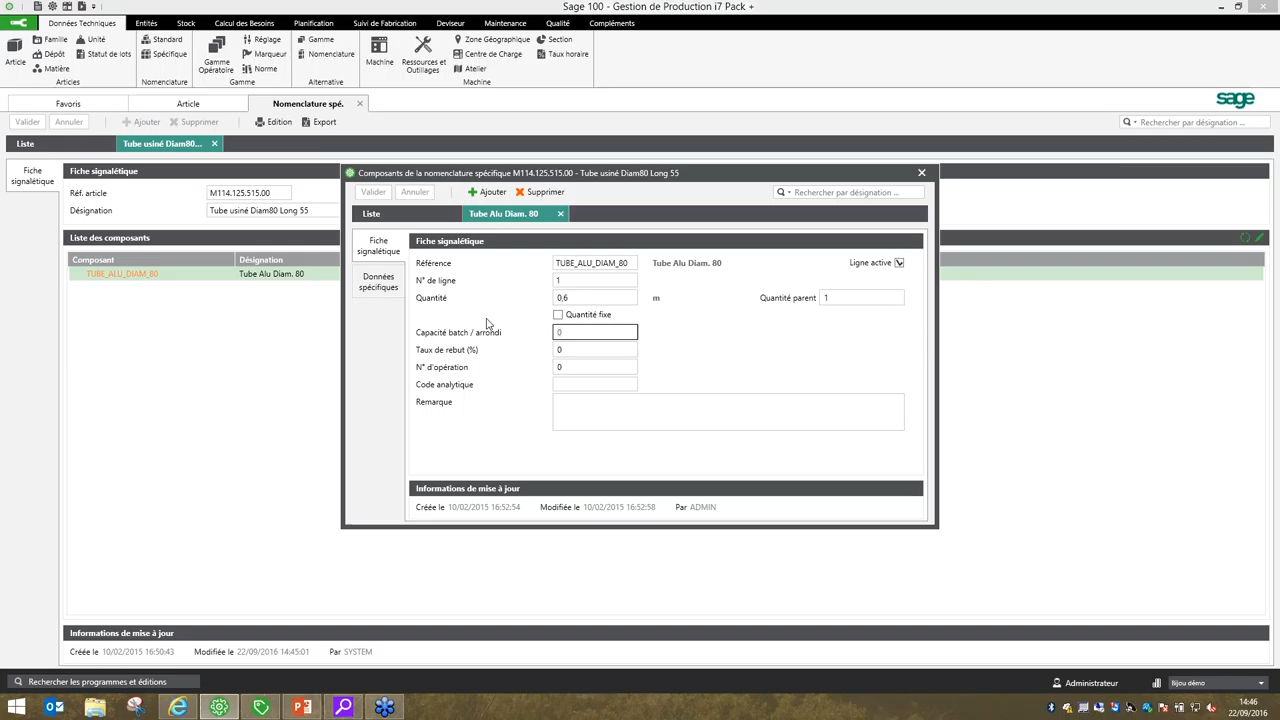 Sage 100 - Gestion de Production i7 Pack +
Données Techniques Entités Stock Calcul des Besoins Planification Suivi de Fabrication Deviseur Maintenance Qualité Compléments
Famille Unité Standard Réglage Gamme Zone Géographique Section
Dépôt Statut de lots Spécifique Marqueur Nomenclature Centre de Charge Taux horaire
Article Matière Gamme Opératoire Norme Machine Ressources et Outillages Atelier
Articles Nomenclature Gamme Alternative Machine
Favoris Article Nomenclature spé. sage
Valider Annuler Ajouter Supprimer Edition Export Rechercher par désignation ...
Liste Tube usiné Diam80...
Fiche signalétique
Fiche signalétique
Réf. article M114.125.515.00
Désignation Tube usiné Diam80 Long 55
Liste des composants
Composant Désignation
TUBE_ALU_DIAM_80 Tube Alu Diam. 80
Composants de la nomenclature spécifique M114.125.515.00 - Tube usiné Diam80 Long 55
Valider Annuler Ajouter Supprimer Rechercher par désignation ...
Liste Tube Alu Diam. 80
Fiche signalétique
Données spécifiques
Fiche signalétique
Référence TUBE_ALU_DIAM_80 Tube Alu Diam. 80 Ligne active
N° de ligne 1
Quantité 0,6 m Quantité parent 1
Quantité fixe
Capacité batch / arrondi 0
Taux de rebut (%) 0
N° d'opération 0
Code analytique
Remarque
Informations de mise à jour
Créée le 10/02/2015 16:52:54 Modifiée le 10/02/2015 16:52:58 Par ADMIN
Informations de mise à jour
Créée le 10/02/2015 16:50:43 Modifiée le 22/09/2016 14:45:01 Par SYSTEM
Rechercher les programmes et éditions Administrateur Bijou démo
14:46
22/09/2016